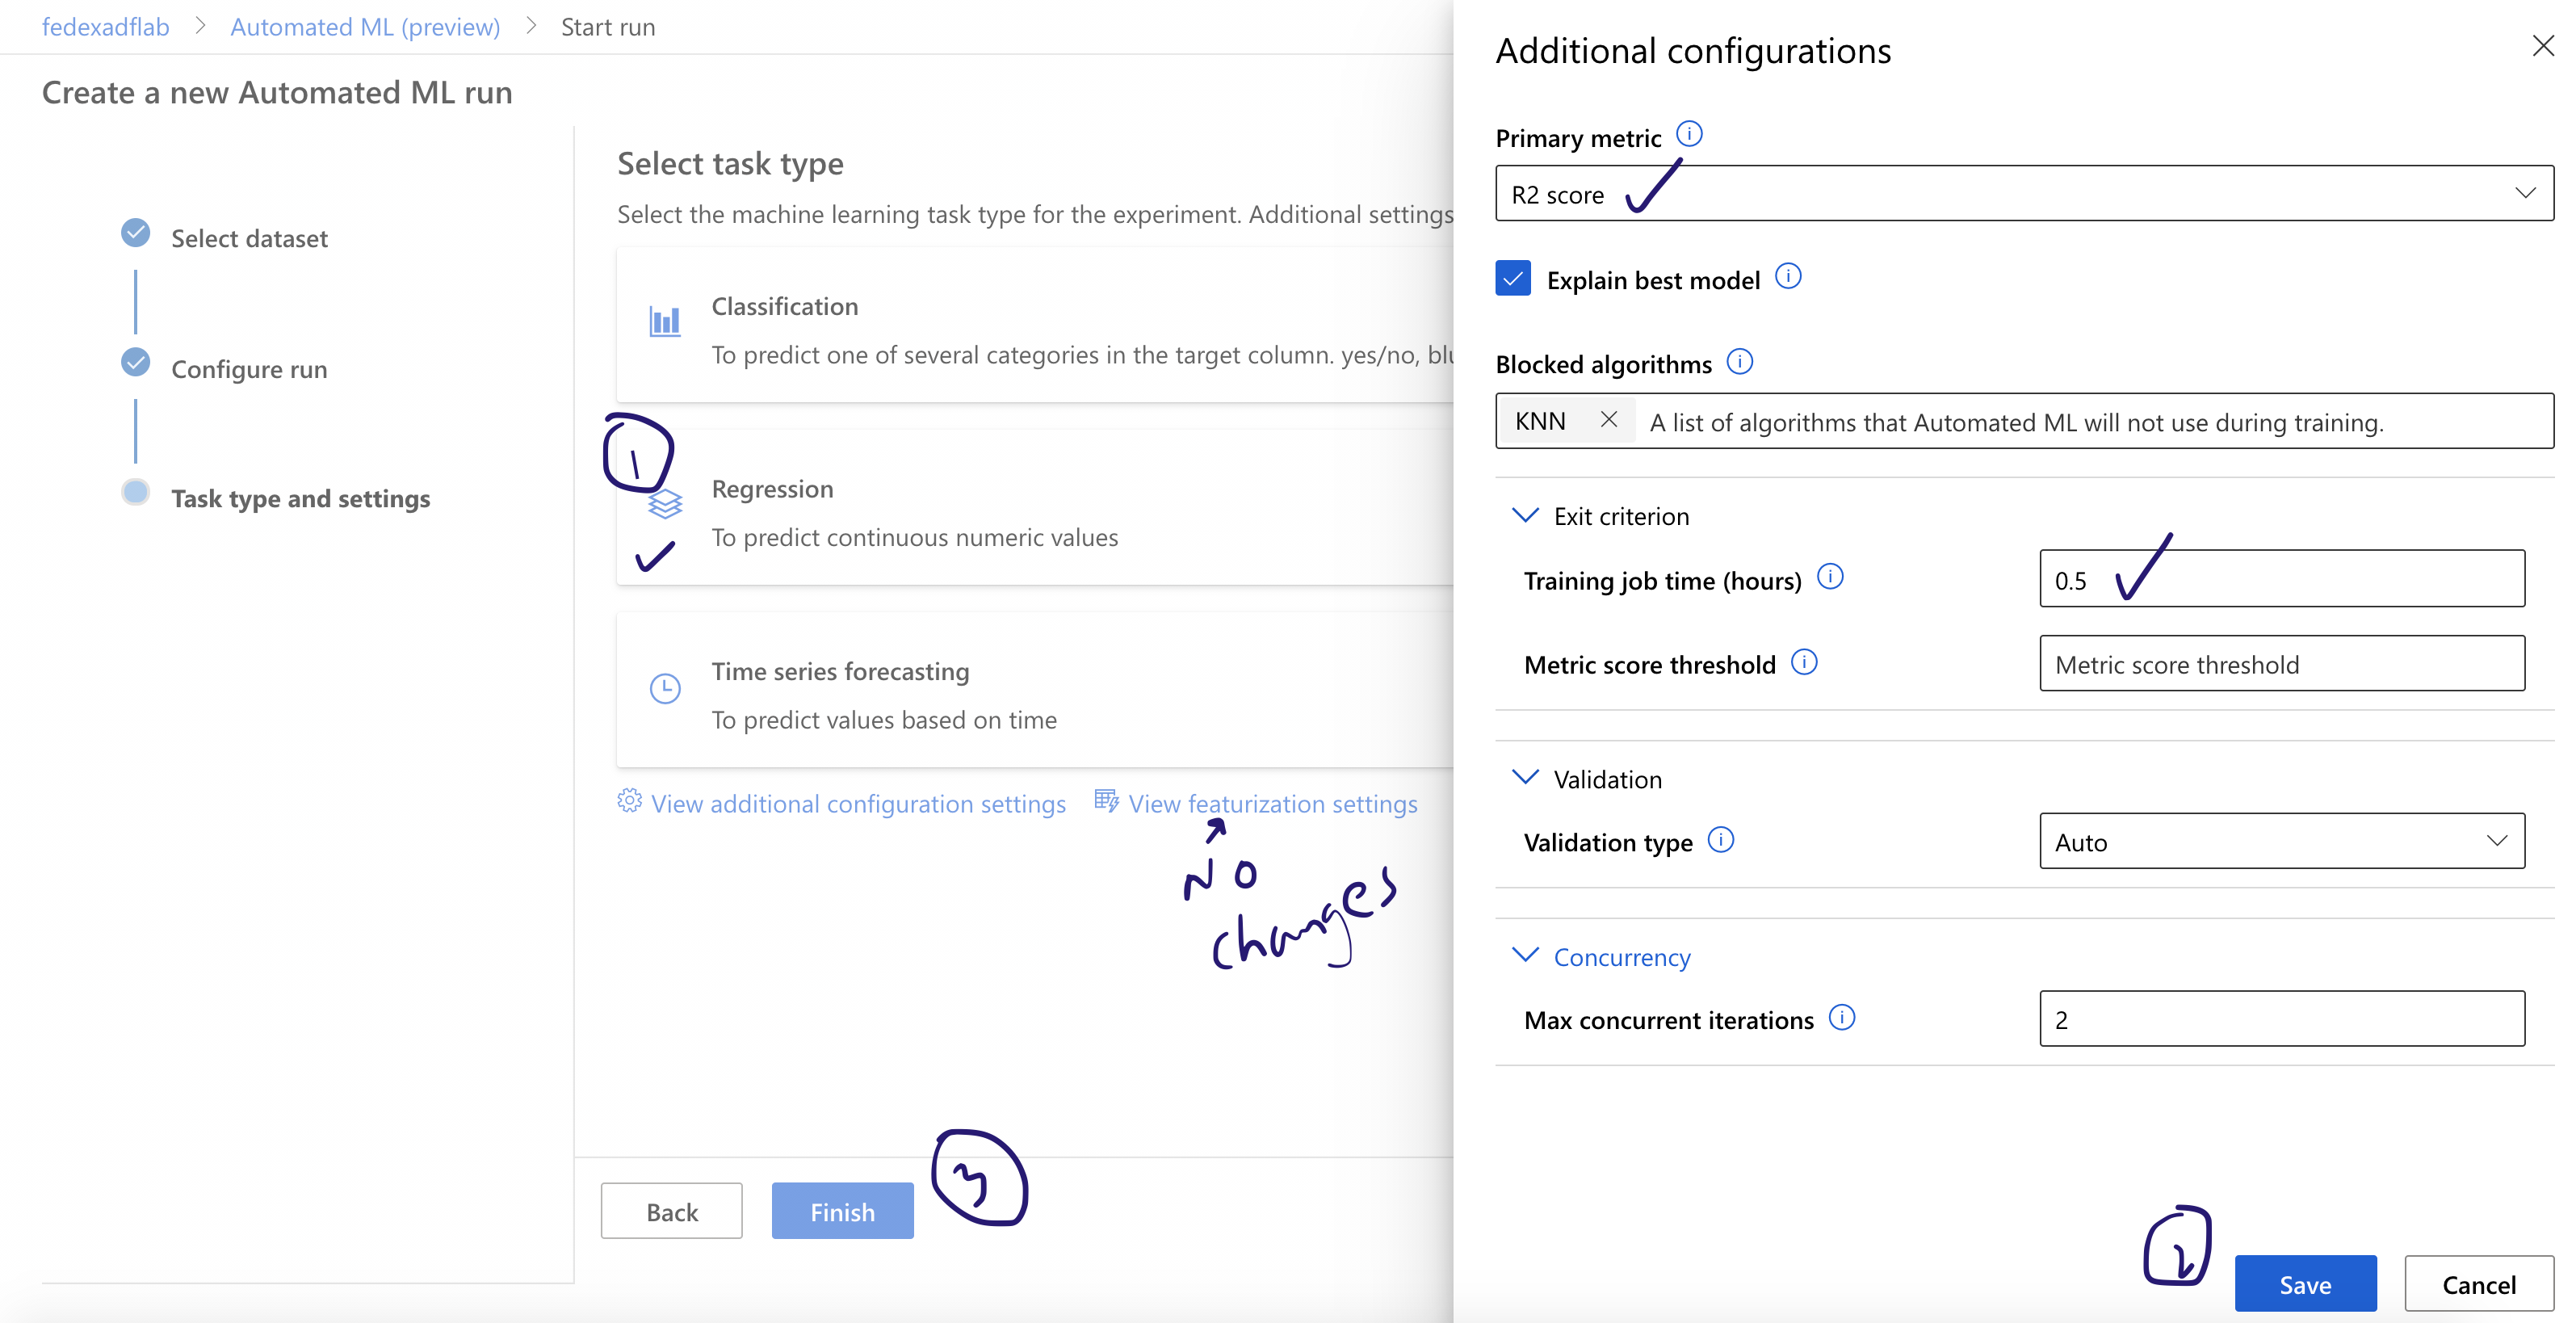 fedexadflab > Automated ML (preview) > Start run
Create a new Automated ML run
Select dataset
Configure run
Task type and settings
Select task type
Select the machine learning task type for the experiment. Additional settings
Classification
To predict one of several categories in the target column. yes/no, blu
1
Regression
To predict continuous numeric values
Time series forecasting
To predict values based on time
View additional configuration settings
View featurization settings
NO
changes
Back
Finish
3
Additional configurations
Primary metric
R2 score
Explain best model
Blocked algorithms
KNN
A list of algorithms that Automated ML will not use during training.
Exit criterion
Training job time (hours)
0.5
Metric score threshold
Metric score threshold
Validation
Validation type
Auto
Concurrency
Max concurrent iterations
2
2
Save
Cancel